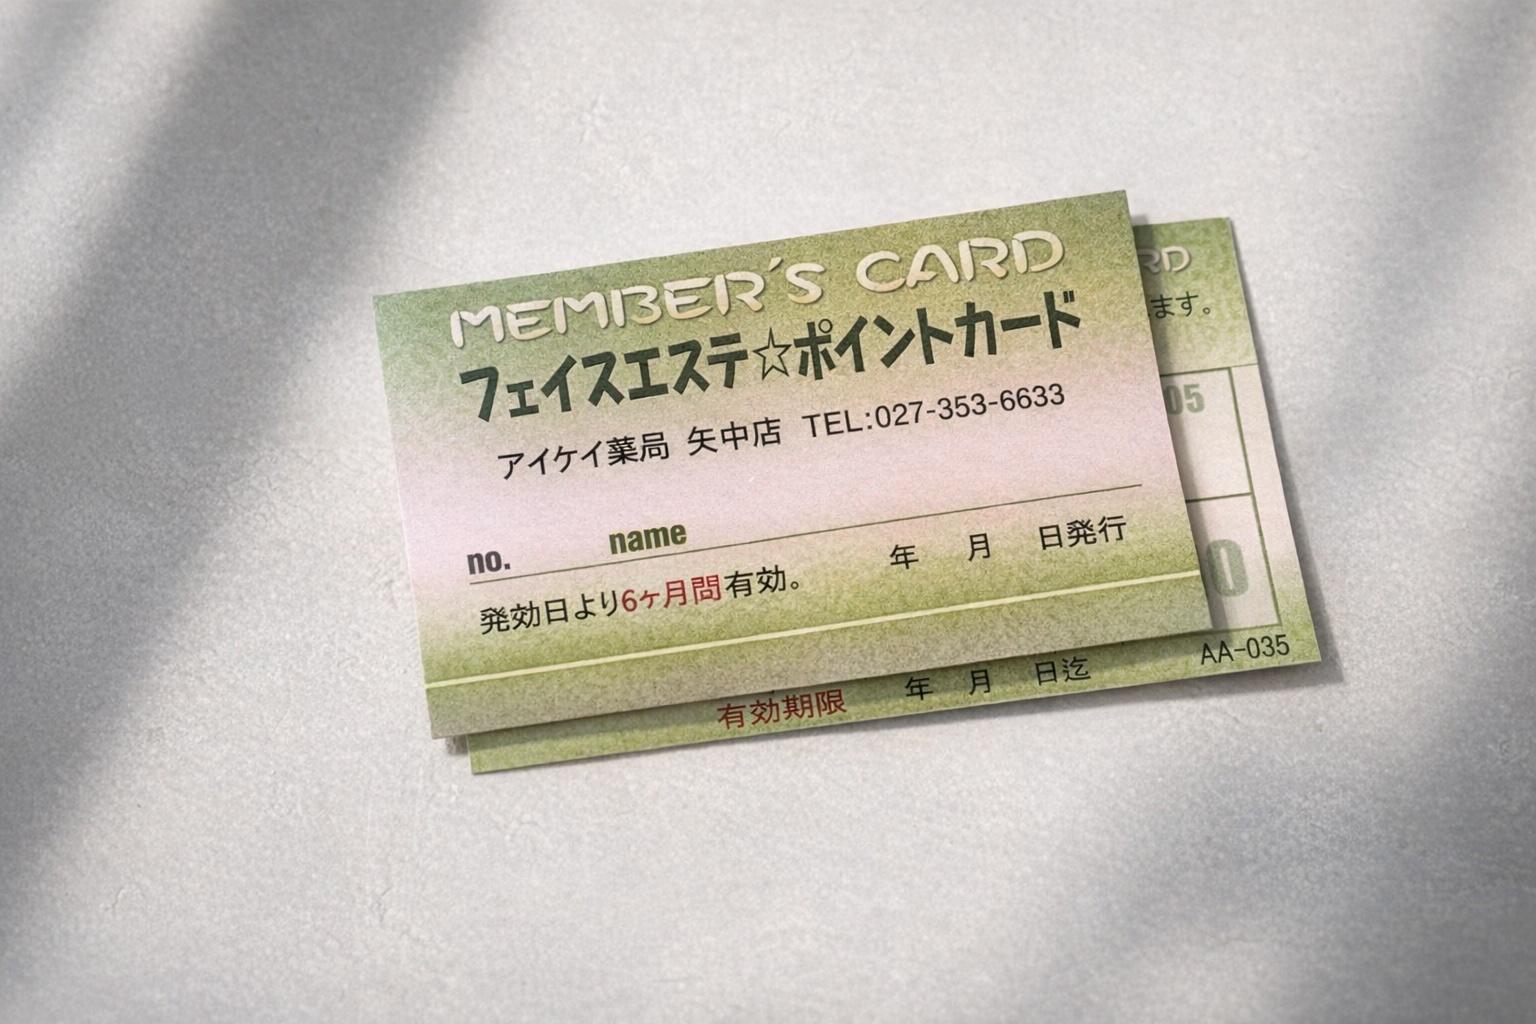 MEMBER'S CARD
フェイスエステ☆ポイントカード
アイケイ薬局 矢中店 TEL:027-353-6633
no. name
発効日より6ヶ月間有効。 年 月 日発行
RD
ます。
05
0
有効期限 年 月 日迄
AA-035